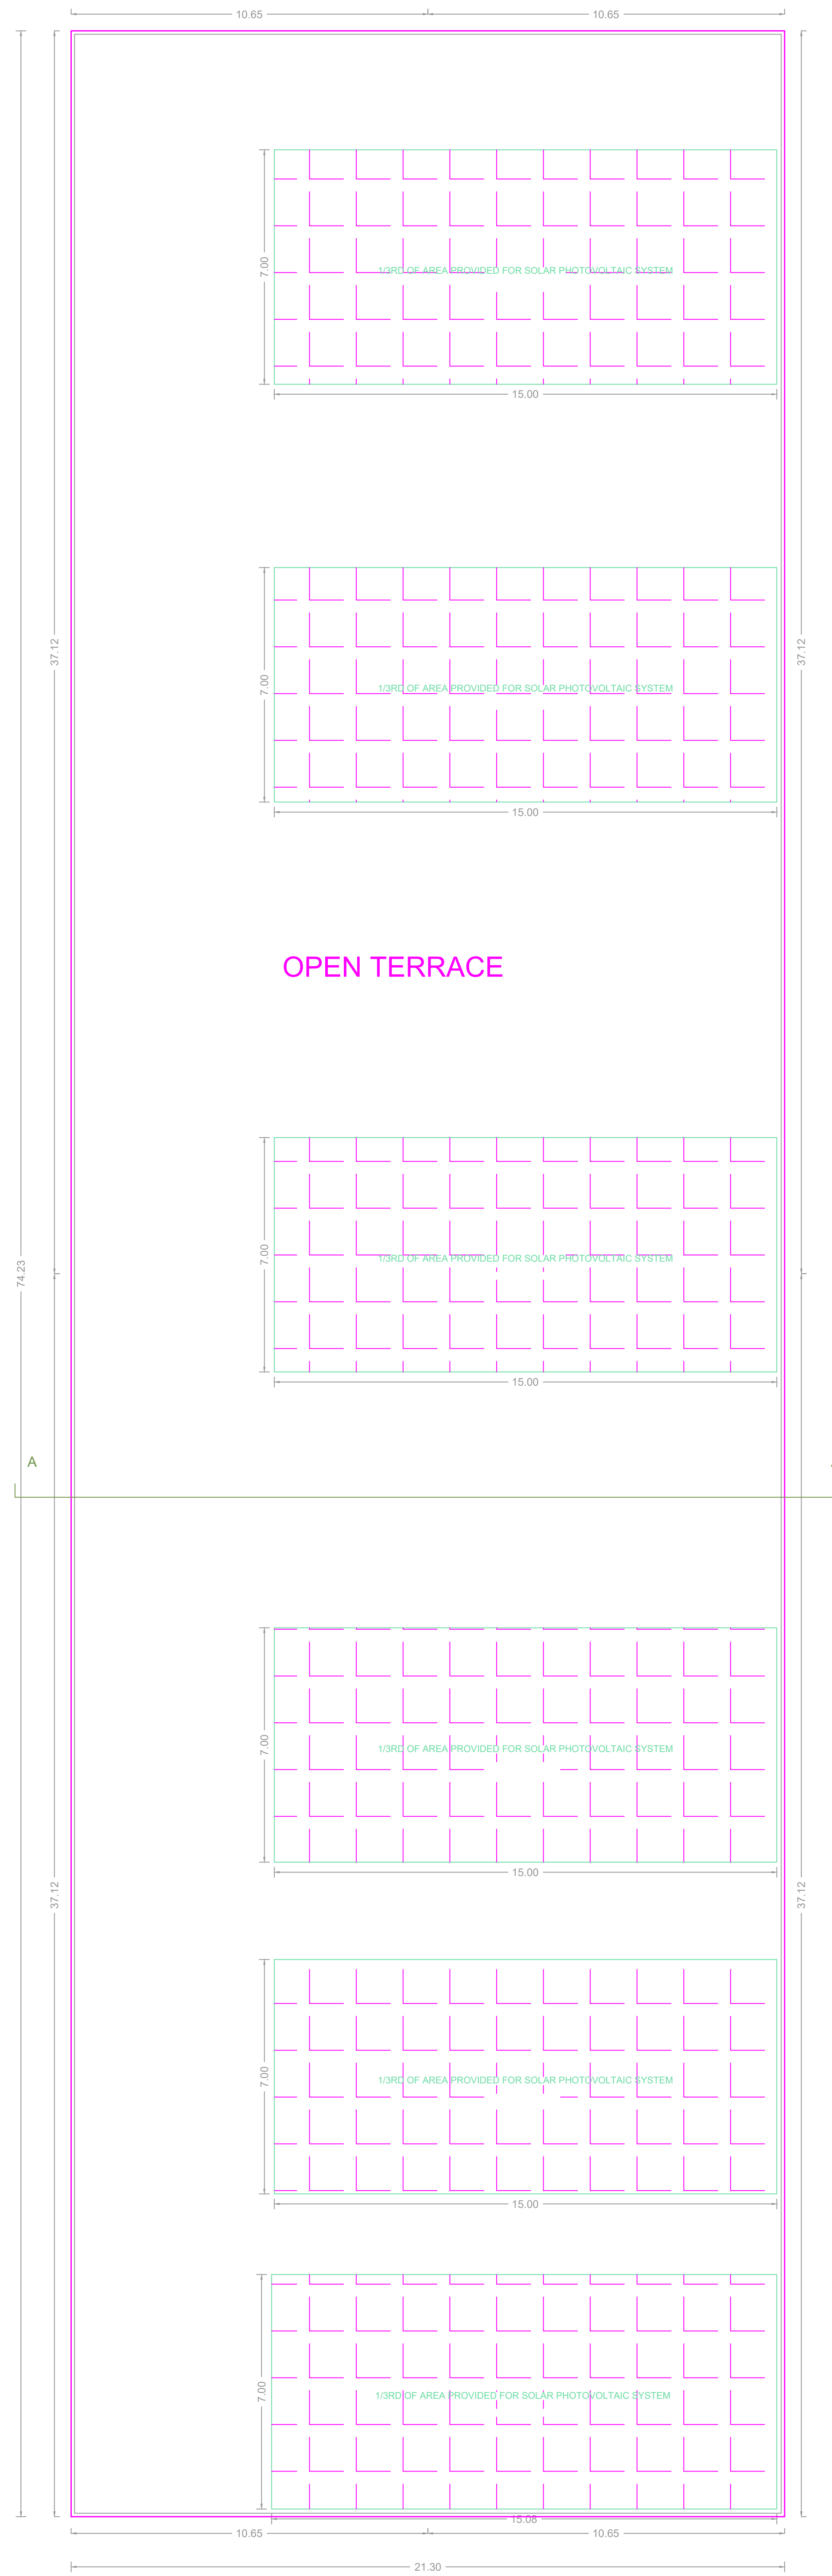 10.65 10.65
7.00
1/3RD OF AREA PROVIDED FOR SOLAR PHOTOVOLTAIC SYSTEM
15.00
37.12
37.12
7.00
1/3RD OF AREA PROVIDED FOR SOLAR PHOTOVOLTAIC SYSTEM
15.00
OPEN TERRACE
7.00
1/3RD OF AREA PROVIDED FOR SOLAR PHOTOVOLTAIC SYSTEM
74.23
15.00
A
7.00
1/3RD OF AREA PROVIDED FOR SOLAR PHOTOVOLTAIC SYSTEM
15.00
37.12
37.12
7.00
1/3RD OF AREA PROVIDED FOR SOLAR PHOTOVOLTAIC SYSTEM
15.00
7.00
1/3RD OF AREA PROVIDED FOR SOLAR PHOTOVOLTAIC SYSTEM
15.08
10.65 10.65
21.30